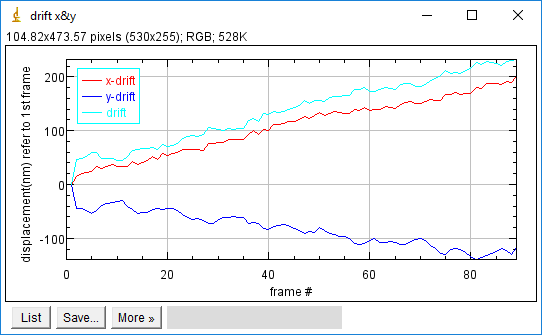 drift x&y
104.82x473.57 pixels (530x255); RGB; 528K
displacement(nm) refer to 1st frame
200
100
0
-100
x-drift
y-drift
drift
0 20 40 60 80
frame #
List Save... More »